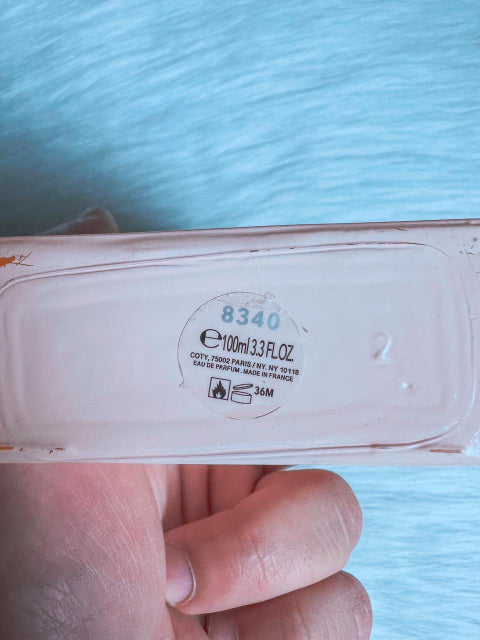 8340
℮100ml 3.3 FL.OZ.
COTY, 75002 PARIS / NY. NY 10118
EAU DE PARFUM. MADE IN FRANCE
36M
2